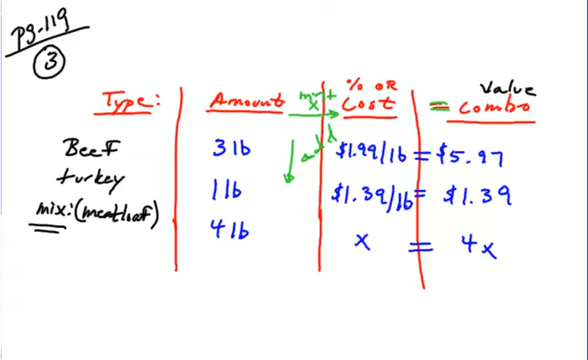 pg-119
3
Type: Amount mult x % OR Cost = Value Combo
Beef 3 lb $1.99/lb = $5.97
turkey 1 lb $1.39/lb = $1.39
mix: (meatloaf) 4 lb x = 4x